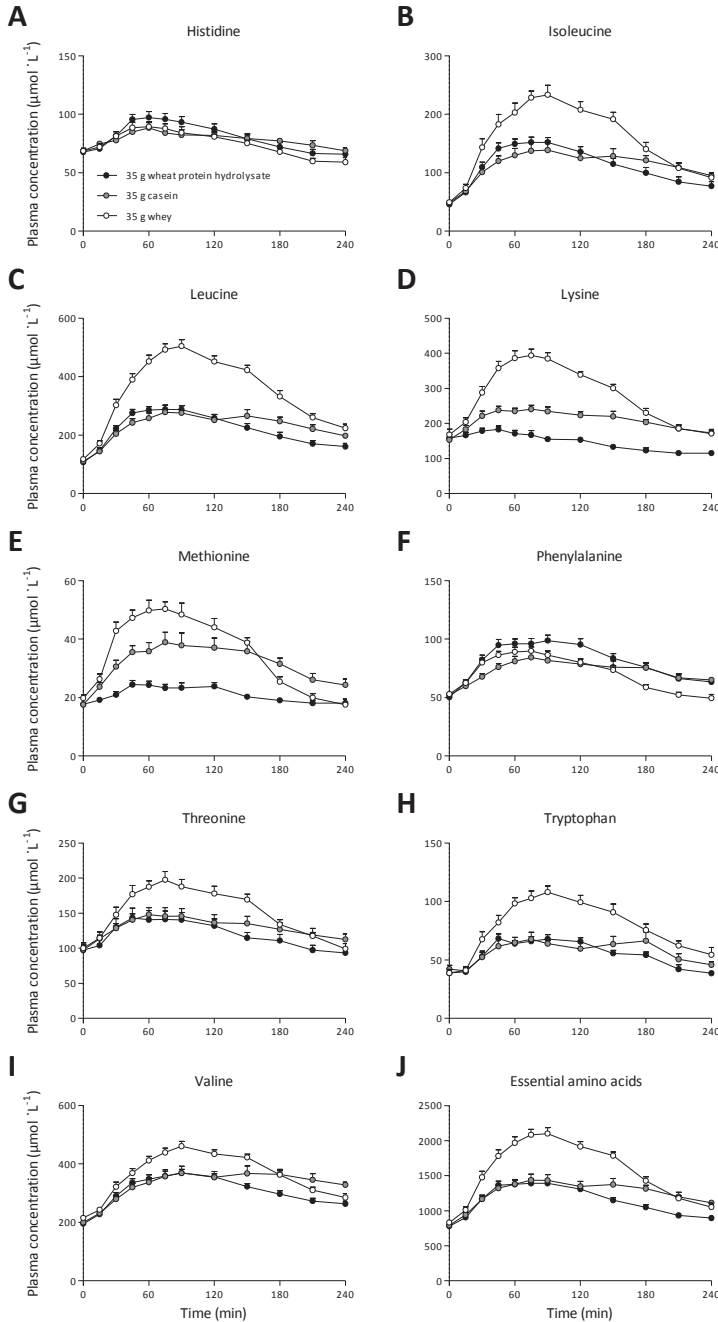 A
Histidine
Plasma concentration (µmol˙L⁻¹)
150
100
50
0
0 60 120 180 240
35 g wheat protein hydrolysate
35 g casein
35 g whey
B
Isoleucine
300
200
100
0
0 60 120 180 240
C
Leucine
Plasma concentration (µmol˙L⁻¹)
600
400
200
0
0 60 120 180 240
D
Lysine
500
400
300
200
100
0
0 60 120 180 240
E
Methionine
Plasma concentration (µmol˙L⁻¹)
60
40
20
0
0 60 120 180 240
F
Phenylalanine
150
100
50
0
0 60 120 180 240
G
Threonine
Plasma concentration (µmol˙L⁻¹)
250
200
150
100
50
0
0 60 120 180 240
H
Tryptophan
150
100
50
0
0 60 120 180 240
I
Valine
Plasma concentration (µmol˙L⁻¹)
600
400
200
0
0 60 120 180 240
Time (min)
J
Essential amino acids
2500
2000
1500
1000
500
0
0 60 120 180 240
Time (min)